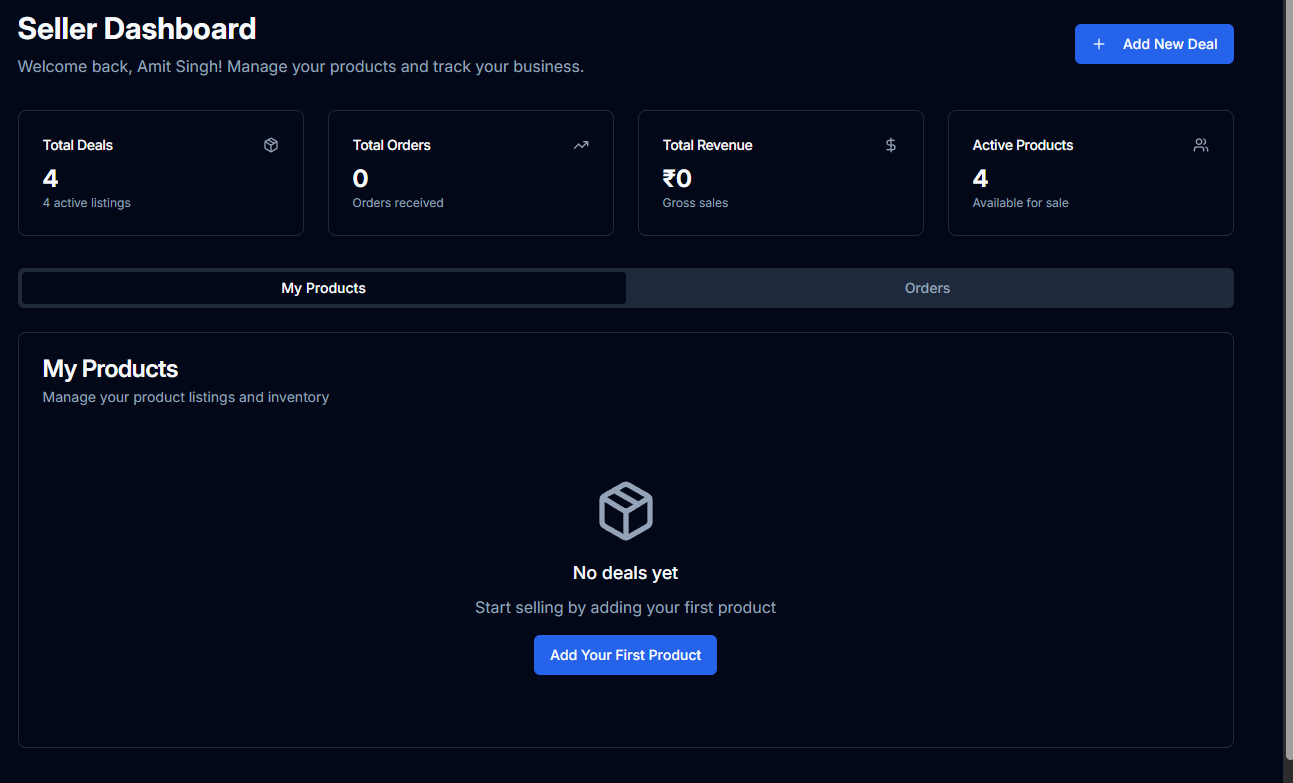 Seller Dashboard
Welcome back, Amit Singh! Manage your products and track your business.
+ Add New Deal
Total Deals
4
4 active listings
Total Orders
0
Orders received
Total Revenue
₹0
Gross sales
Active Products
4
Available for sale
My Products
Orders
My Products
Manage your product listings and inventory
No deals yet
Start selling by adding your first product
Add Your First Product